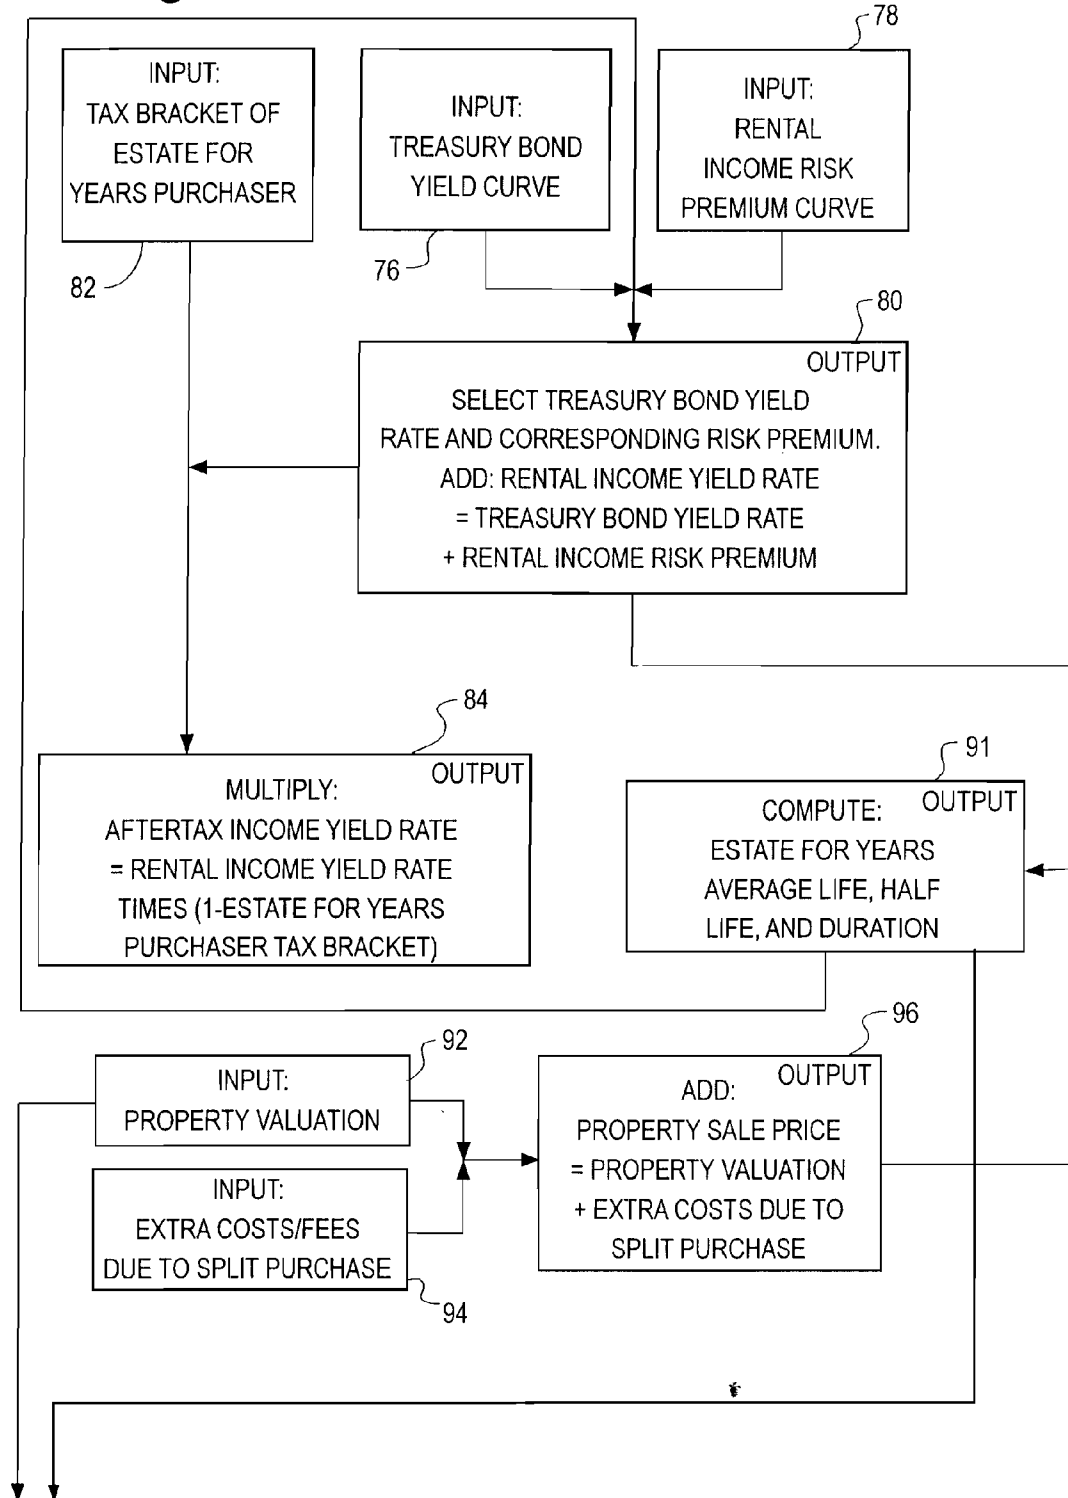 78
INPUT:
TAX BRACKET OF
ESTATE FOR
YEARS PURCHASER
82
INPUT:
TREASURY BOND
YIELD CURVE
76
INPUT:
RENTAL
INCOME RISK
PREMIUM CURVE
80
OUTPUT
SELECT TREASURY BOND YIELD
RATE AND CORRESPONDING RISK PREMIUM.
ADD: RENTAL INCOME YIELD RATE
= TREASURY BOND YIELD RATE
+ RENTAL INCOME RISK PREMIUM
84
OUTPUT
MULTIPLY:
AFTERTAX INCOME YIELD RATE
= RENTAL INCOME YIELD RATE
TIMES (1-ESTATE FOR YEARS
PURCHASER TAX BRACKET)
91
OUTPUT
COMPUTE:
ESTATE FOR YEARS
AVERAGE LIFE, HALF
LIFE, AND DURATION
92
INPUT:
PROPERTY VALUATION
INPUT:
EXTRA COSTS/FEES
DUE TO SPLIT PURCHASE
94
96
OUTPUT
ADD:
PROPERTY SALE PRICE
= PROPERTY VALUATION
+ EXTRA COSTS DUE TO
SPLIT PURCHASE